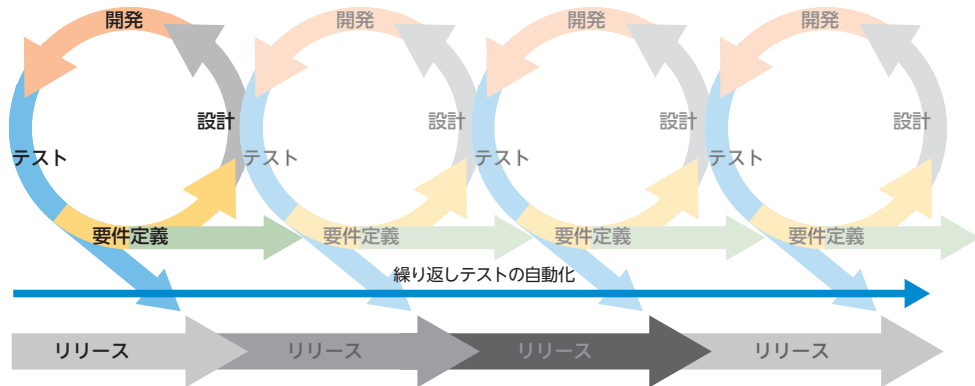 開発
開発
開発
開発
設計
設計
設計
設計
テスト
テスト
テスト
テスト
要件定義
要件定義
要件定義
要件定義
繰り返しテストの自動化
リリース
リリース
リリース
リリース